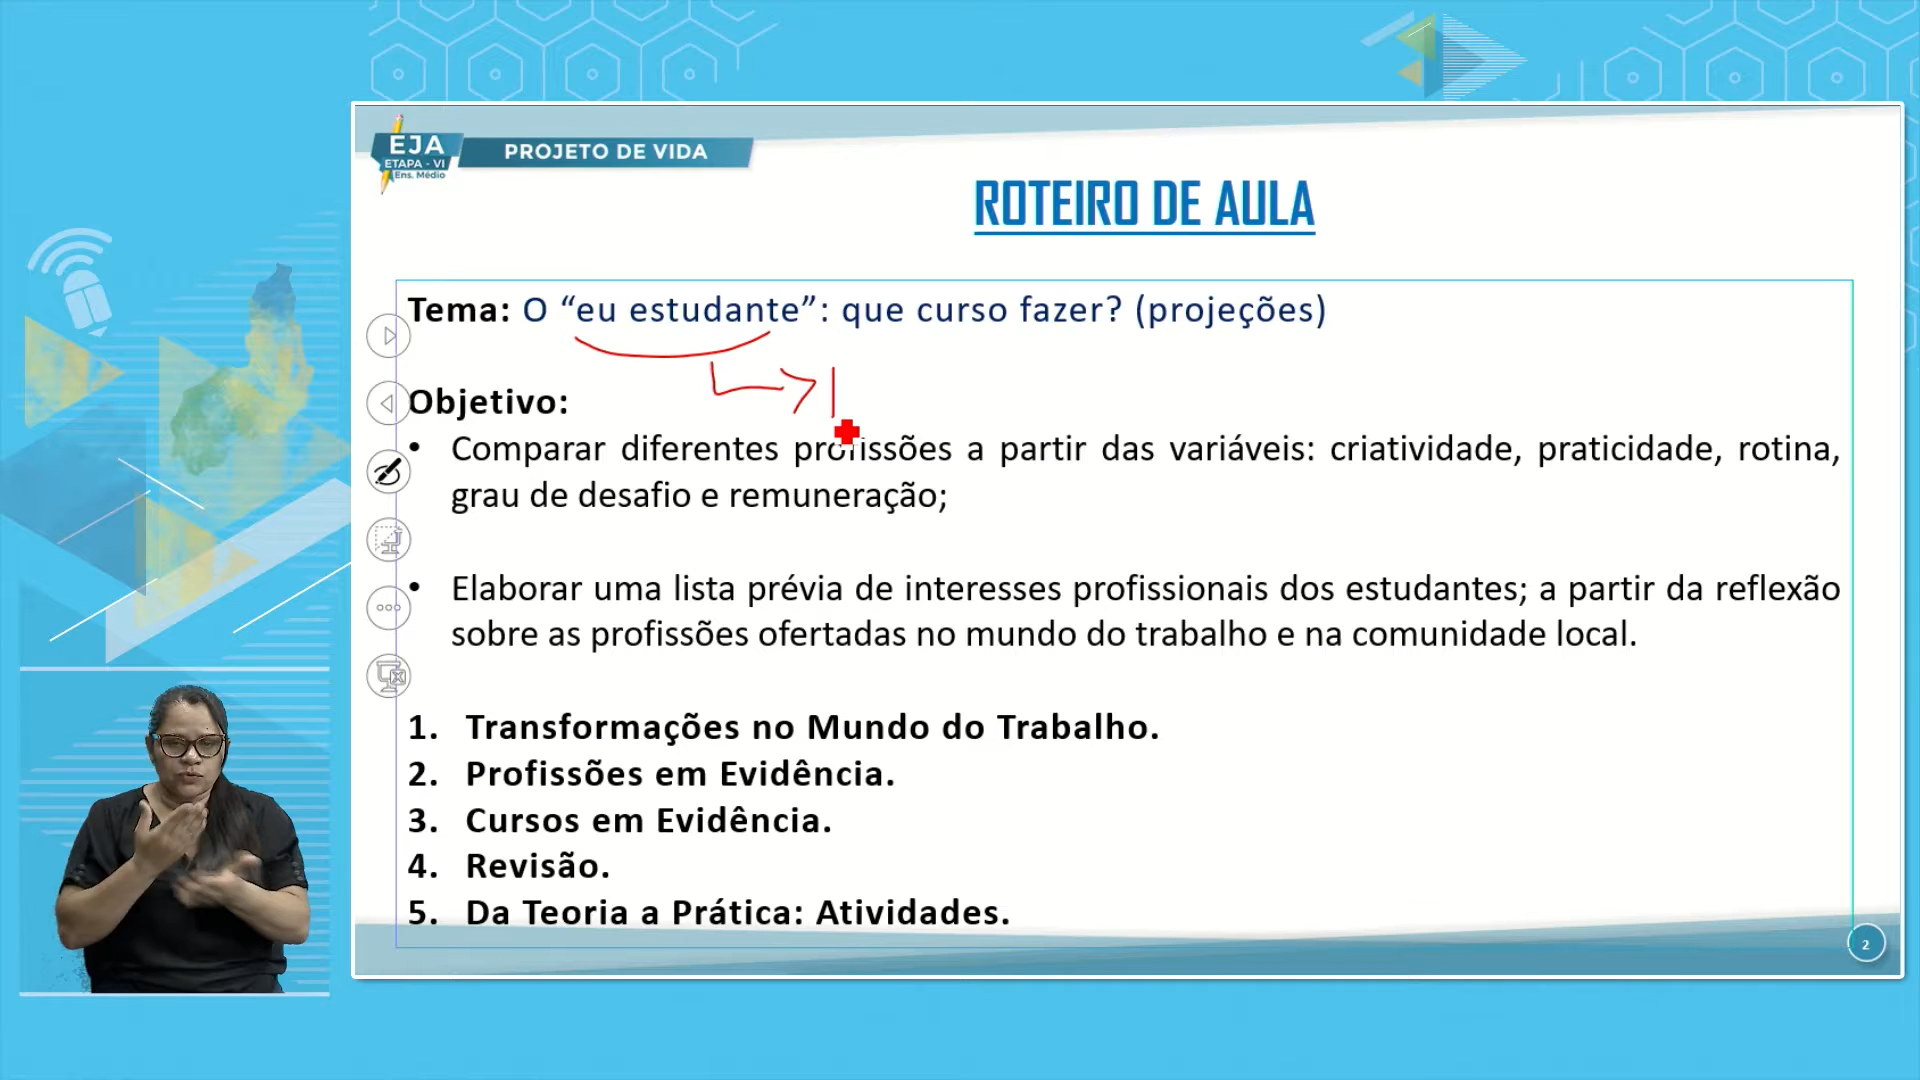 EJA
ETAPA - VI
Ens. Médio
PROJETO DE VIDA
ROTEIRO DE AULA
Tema: O “eu estudante”: que curso fazer? (projeções)
Objetivo:
• Comparar diferentes profissões a partir das variáveis: criatividade, praticidade, rotina,
grau de desafio e remuneração;
• Elaborar uma lista prévia de interesses profissionais dos estudantes; a partir da reflexão
sobre as profissões ofertadas no mundo do trabalho e na comunidade local.
1. Transformações no Mundo do Trabalho.
2. Profissões em Evidência.
3. Cursos em Evidência.
4. Revisão.
5. Da Teoria a Prática: Atividades.
2